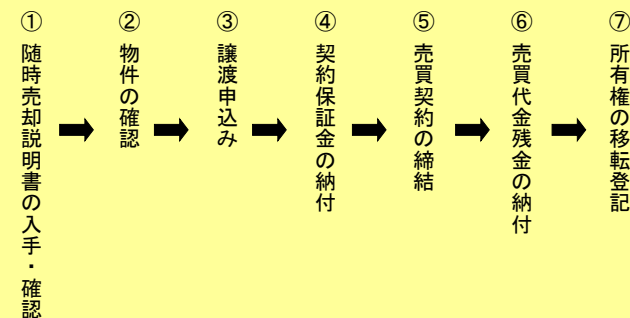 ①
随時売却説明書の入手・確認
②
物件の確認
③
譲渡申込み
④
契約保証金の納付
⑤
売買契約の締結
⑥
売買代金残金の納付
⑦
所有権の移転登記